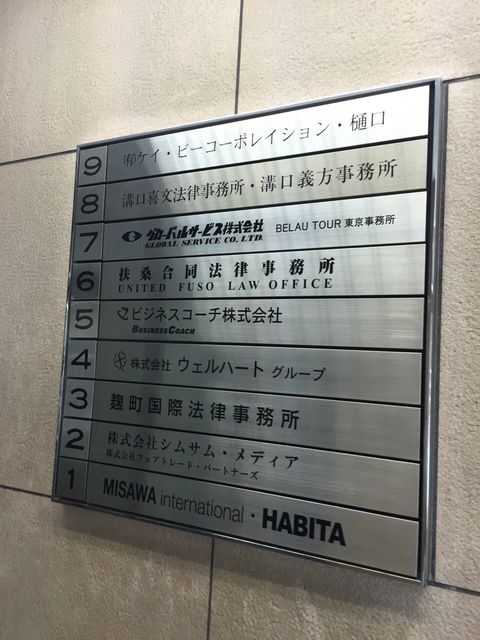 9 ㈲ケイ・ビーコーポレイション・樋口
8 溝口喜文法律事務所・溝口義方事務所
7 グローバルサービス株式会社 BELAU TOUR 東京事務所
GLOBAL SERVICE CO. LTD.
6 扶桑合同法律事務所
UNITED FUSO LAW OFFICE
5 ビジネスコーチ株式会社
BUSINESS COACH
4 株式会社 ウェルハート グループ
3 麹町国際法律事務所
2 株式会社シムサム・メディア
株式会社フェアトレード・パートナーズ
1 MISAWA international・HABITA